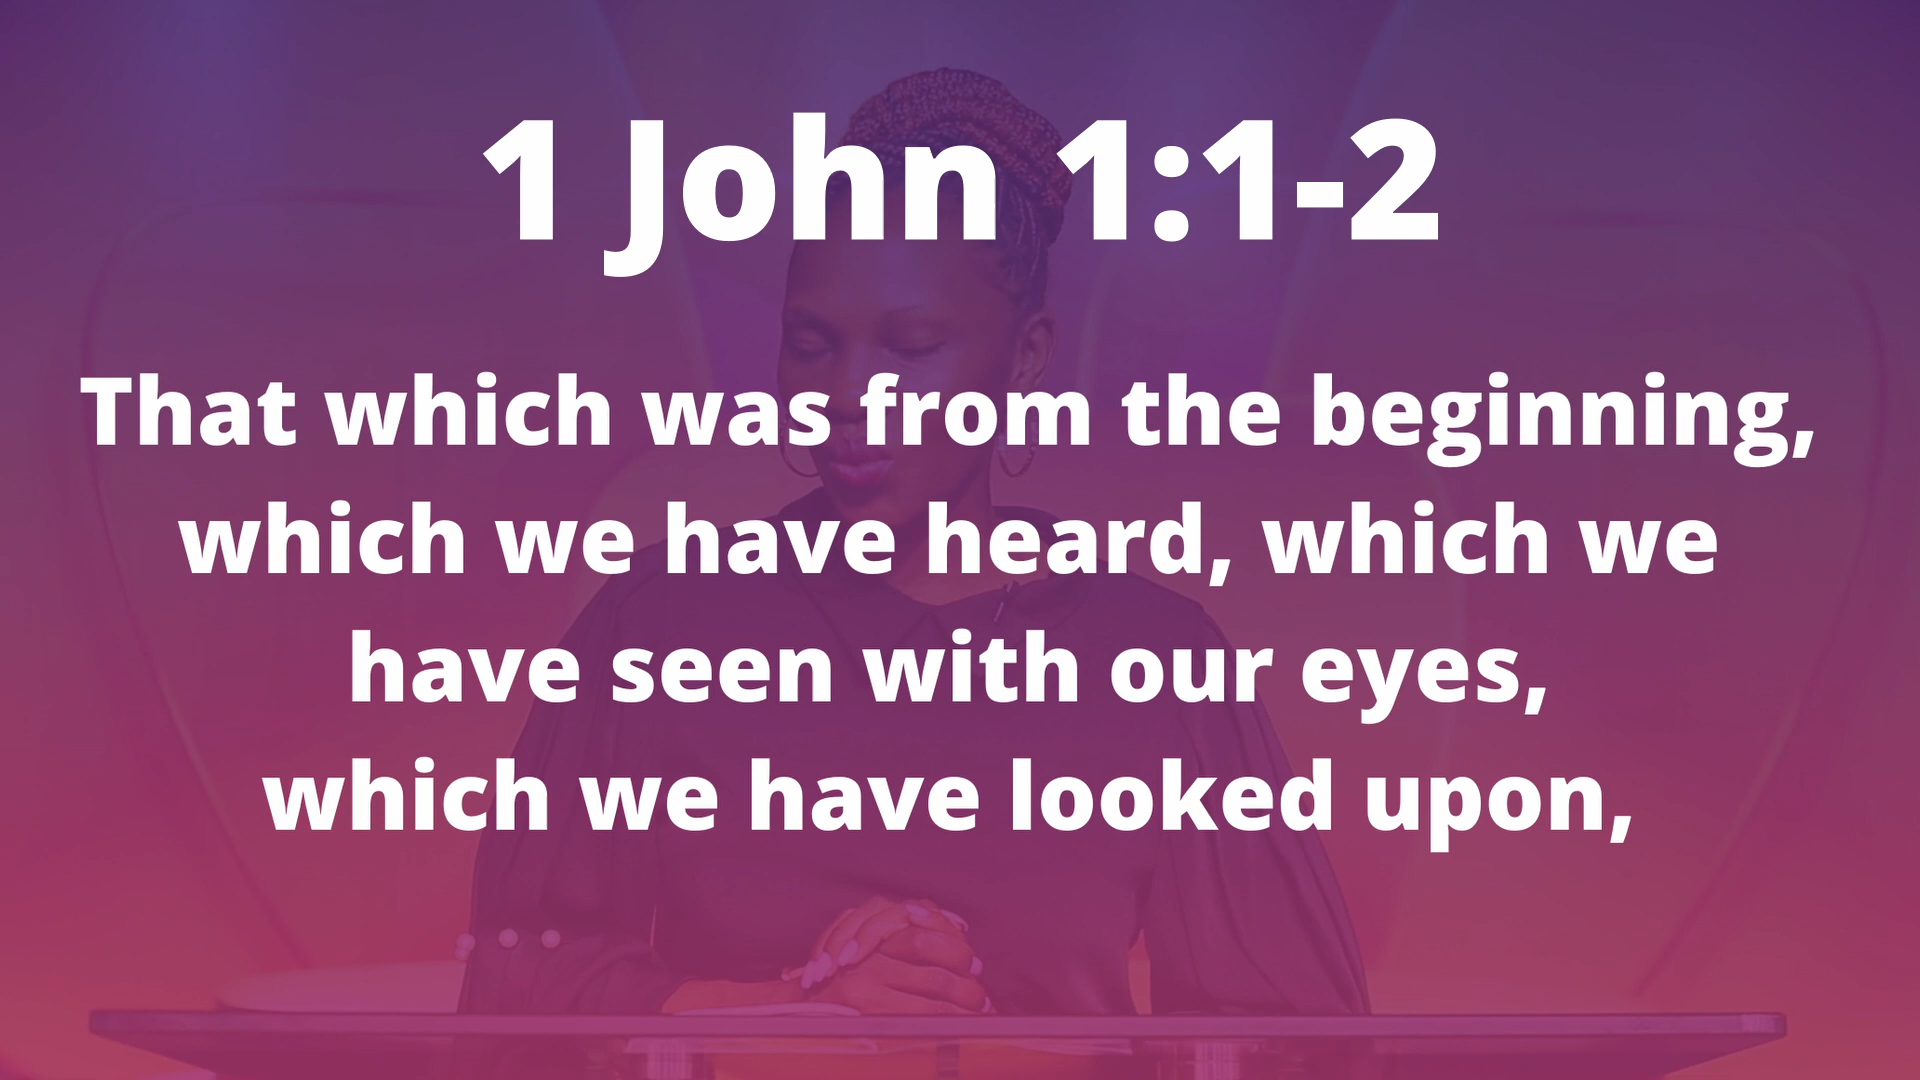 1 John 1:1-2
That which was from the beginning,
which we have heard, which we
have seen with our eyes,
which we have looked upon,